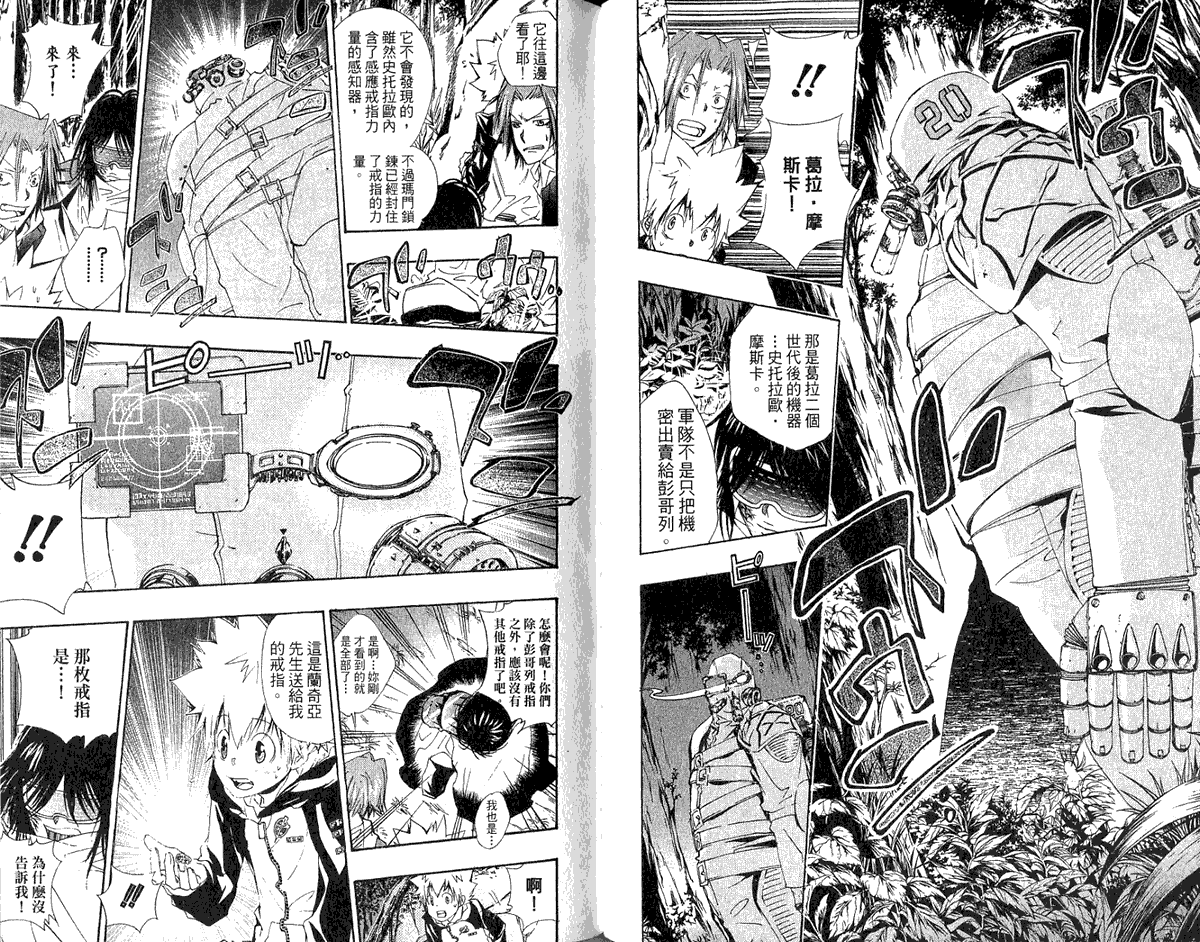 20
!!
葛拉．摩
斯卡！
那是葛拉二個
世代後的機器
…史托拉歐．
摩斯卡。
軍隊不是只把機
密出賣給彭哥列。
ピーッ
它往這邊
看了耶！
它不會發現的，
雖然史托拉歐內
含了感應戒指力
量的感知器，
不過瑪門鎖
鍊已經封住
了戒指的力
量。
來…
來了！
…？
ピーッ…
!!
怎麼會呢！你們
除了彭哥列戒指
之外，應該沒有
其他戒指了吧
是啊…妳剛
才看到的就
是全部了…
我也是…
啊！
這是蘭奇亞
先生送給我
的戒指。
!!
那枚戒指
是…！
為什麼沒
告訴我！